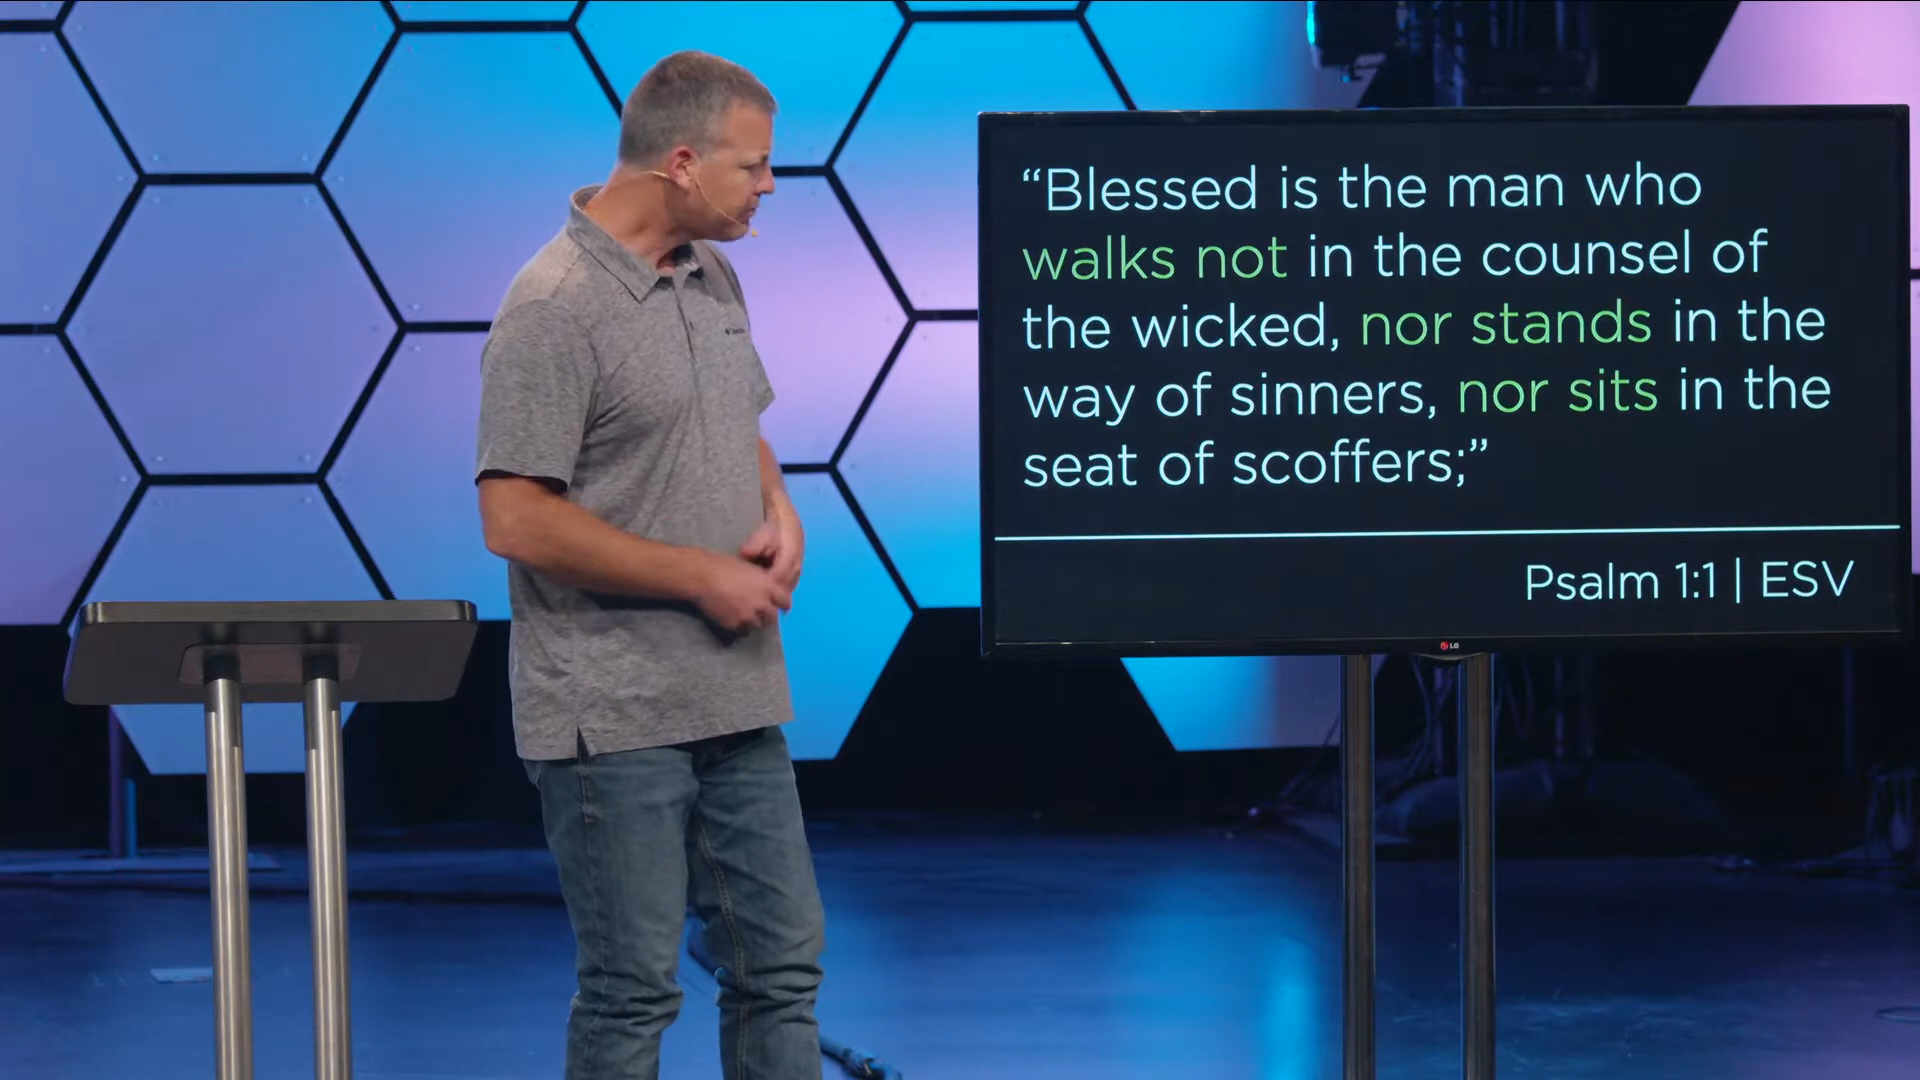 “Blessed is the man who
walks not in the counsel of
the wicked, nor stands in the
way of sinners, nor sits in the
seat of scoffers;”
Psalm 1:1 | ESV
LG